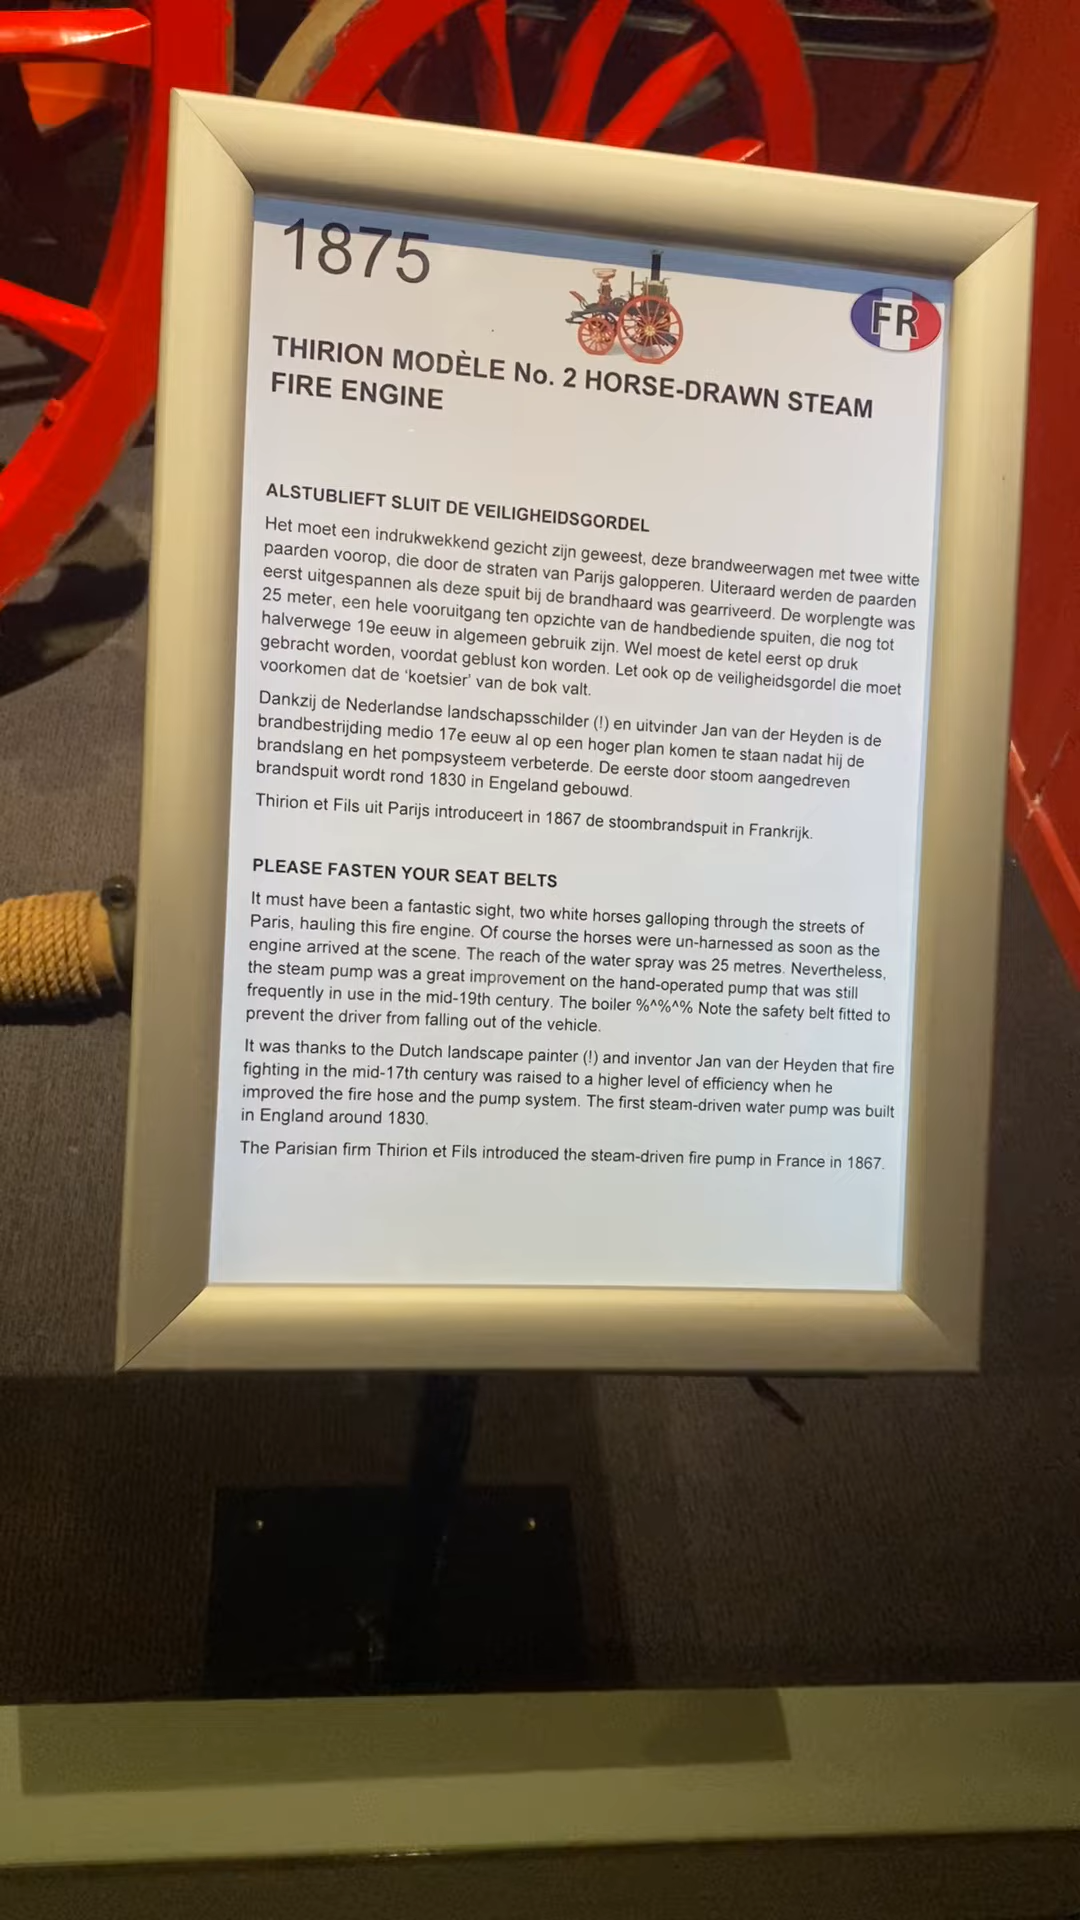 1875
FR
THIRION MODÈLE No. 2 HORSE-DRAWN STEAM
FIRE ENGINE
ALSTUBLIEFT SLUIT DE VEILIGHEIDSGORDEL
Het moet een indrukwekkend gezicht zijn geweest, deze brandweerwagen met twee witte
paarden voorop, die door de straten van Parijs galopperen. Uiteraard werden de paarden
eerst uitgespannen als deze spuit bij de brandhaard was gearriveerd. De worplengte was
25 meter, een hele vooruitgang ten opzichte van de handbediende spuiten, die nog tot
halverwege 19e eeuw in algemeen gebruik zijn. Wel moest de ketel eerst op druk
gebracht worden, voordat geblust kon worden. Let ook op de veiligheidsgordel die moet
voorkomen dat de ‘koetsier’ van de bok valt.
Dankzij de Nederlandse landschapsschilder (!) en uitvinder Jan van der Heyden is de
brandbestrijding medio 17e eeuw al op een hoger plan komen te staan nadat hij de
brandslang en het pompsysteem verbeterde. De eerste door stoom aangedreven
brandspuit wordt rond 1830 in Engeland gebouwd.
Thirion et Fils uit Parijs introduceert in 1867 de stoombrandspuit in Frankrijk.
PLEASE FASTEN YOUR SEAT BELTS
It must have been a fantastic sight, two white horses galloping through the streets of
Paris, hauling this fire engine. Of course the horses were un-harnessed as soon as the
engine arrived at the scene. The reach of the water spray was 25 metres. Nevertheless,
the steam pump was a great improvement on the hand-operated pump that was still
frequently in use in the mid-19th century. The boiler %^%^% Note the safety belt fitted to
prevent the driver from falling out of the vehicle.
It was thanks to the Dutch landscape painter (!) and inventor Jan van der Heyden that fire
fighting in the mid-17th century was raised to a higher level of efficiency when he
improved the fire hose and the pump system. The first steam-driven water pump was built
in England around 1830.
The Parisian firm Thirion et Fils introduced the steam-driven fire pump in France in 1867.